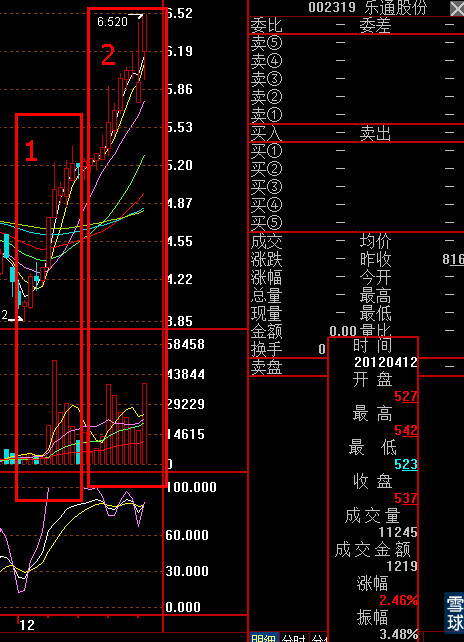 002319 乐通股份
委比 委差
卖⑤ — —
卖④ — —
卖③ — —
卖② — —
卖① — —
买入 — 卖出 —
买① — —
买② — —
买③ — —
买④ — —
买⑤ — —
成交 — 均价
涨跌 — 昨收 816
涨幅 — 今开
总量 — 最高
现量 — 最低
金额 0.00 量比
换手 0
卖盘 —
时间
20120412
开盘
527
最高
542
最低
523
收盘
537
成交量
11245
成交金额
1219
涨幅
2.46%
振幅
3.48%
6.520
1
2
2
6.52
6.19
5.86
5.53
5.20
4.87
4.55
4.22
3.85
58458
43844
29229
14615
0
100.000
60.000
30.000
0.000
12
明细 分时
雪球